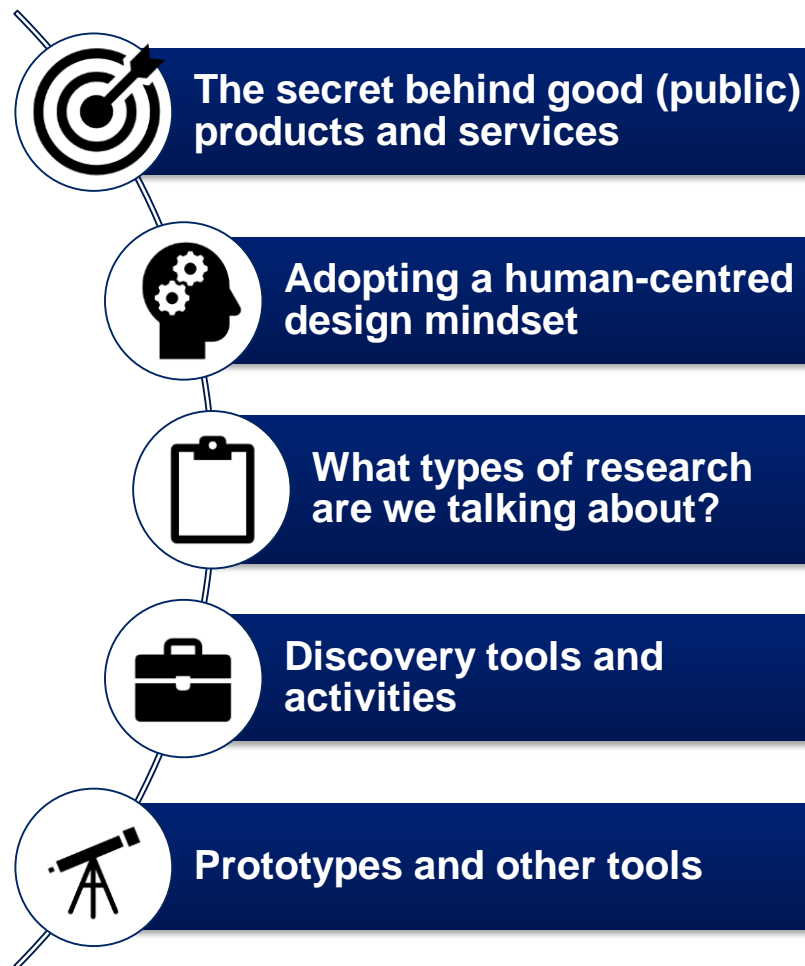 The secret behind good (public)
products and services
Adopting a human-centred
design mindset
What types of research
are we talking about?
Discovery tools and
activities
Prototypes and other tools